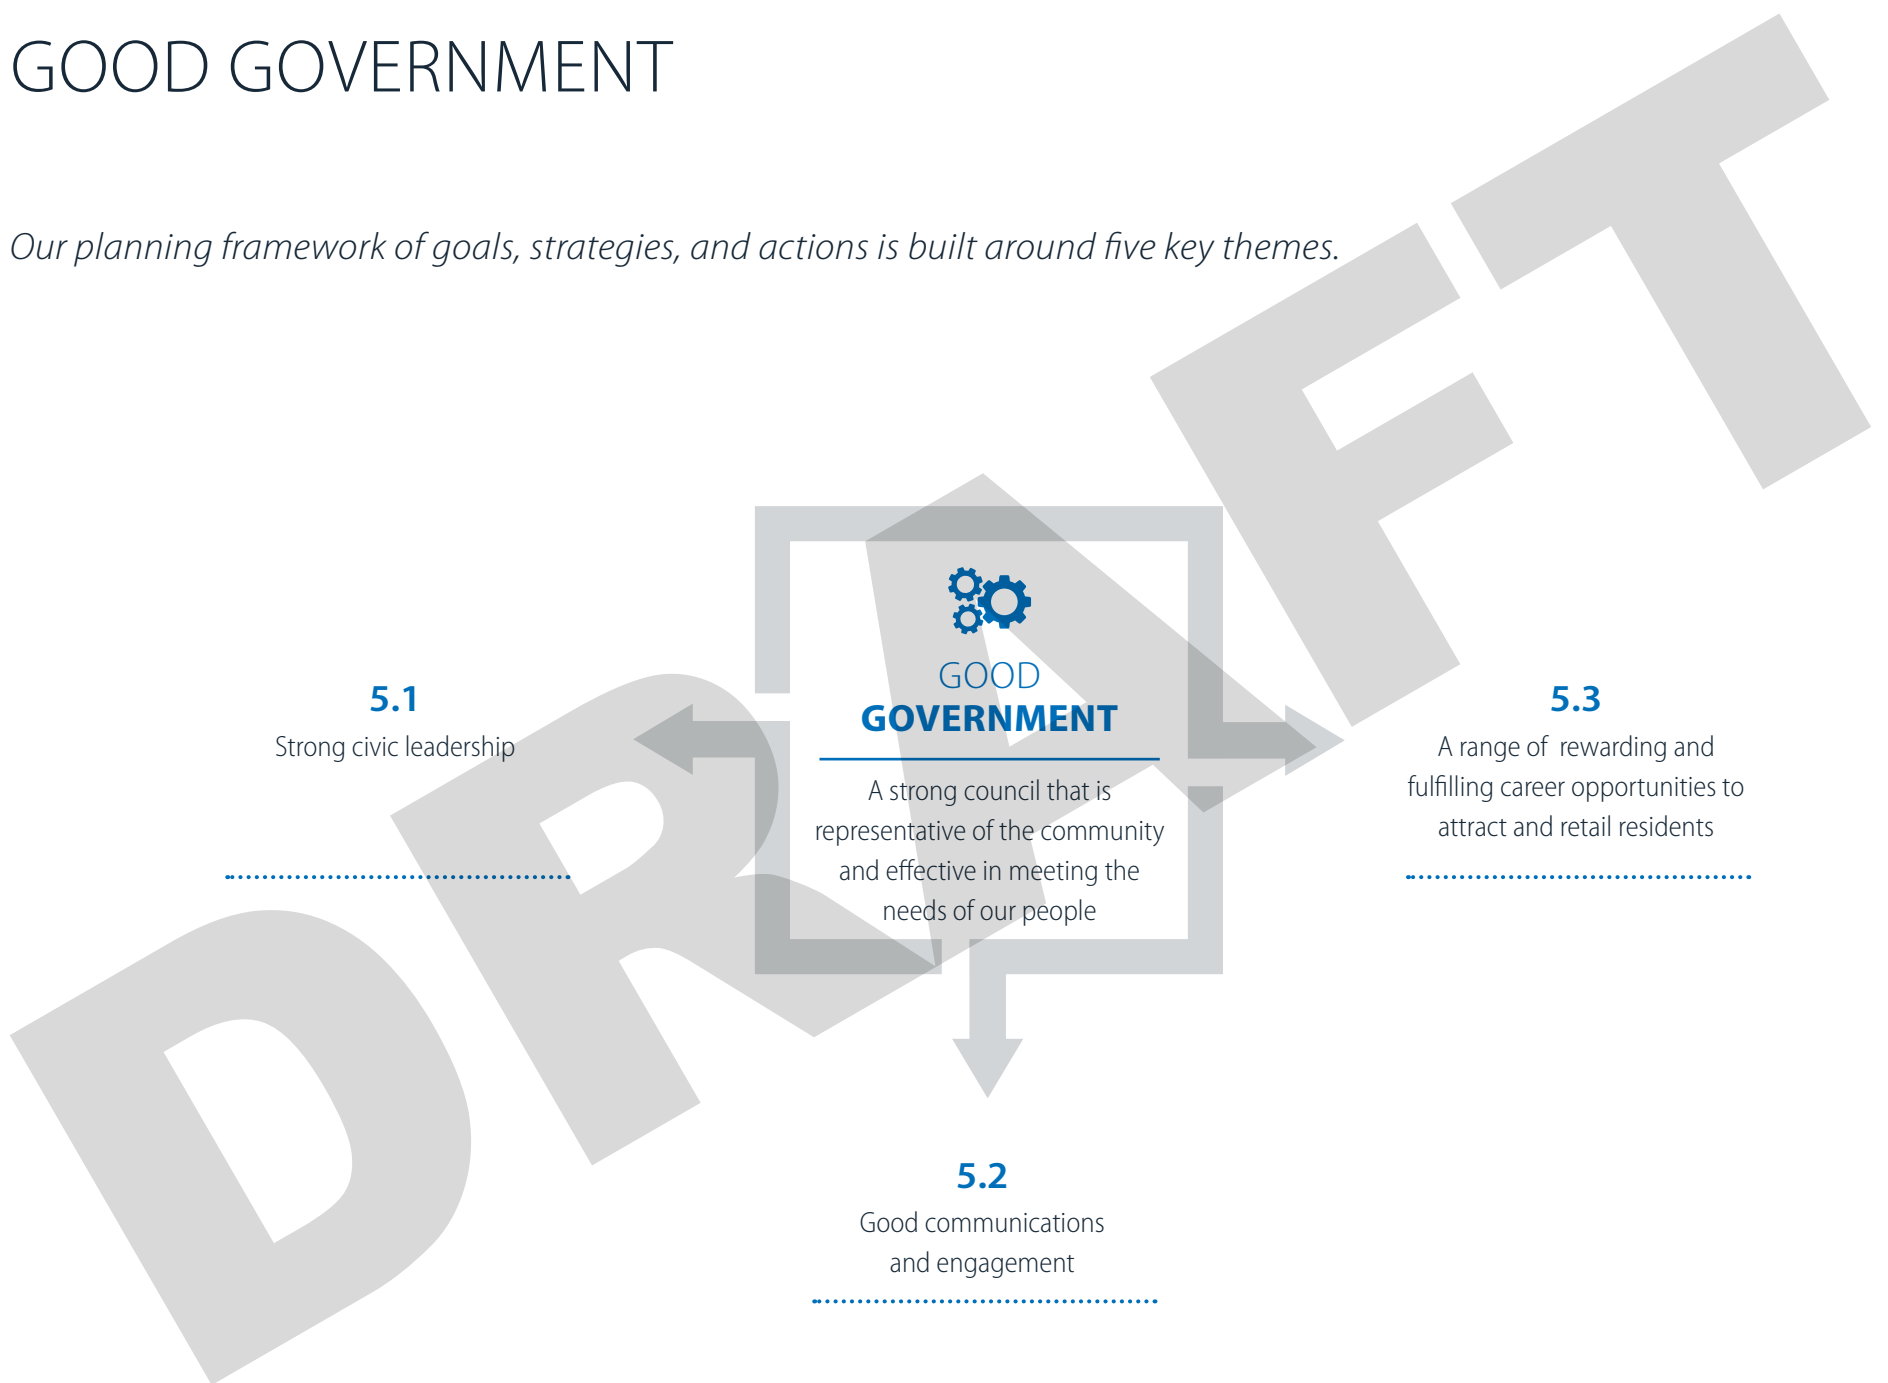 GOOD GOVERNMENT
Our planning framework of goals, strategies, and actions is built around five key themes.
GOOD
GOVERNMENT
A strong council that is
representative of the community
and effective in meeting the
needs of our people
5.1
Strong civic leadership
5.3
A range of rewarding and
fulfilling career opportunities to
attract and retail residents
5.2
Good communications
and engagement
DRAFT